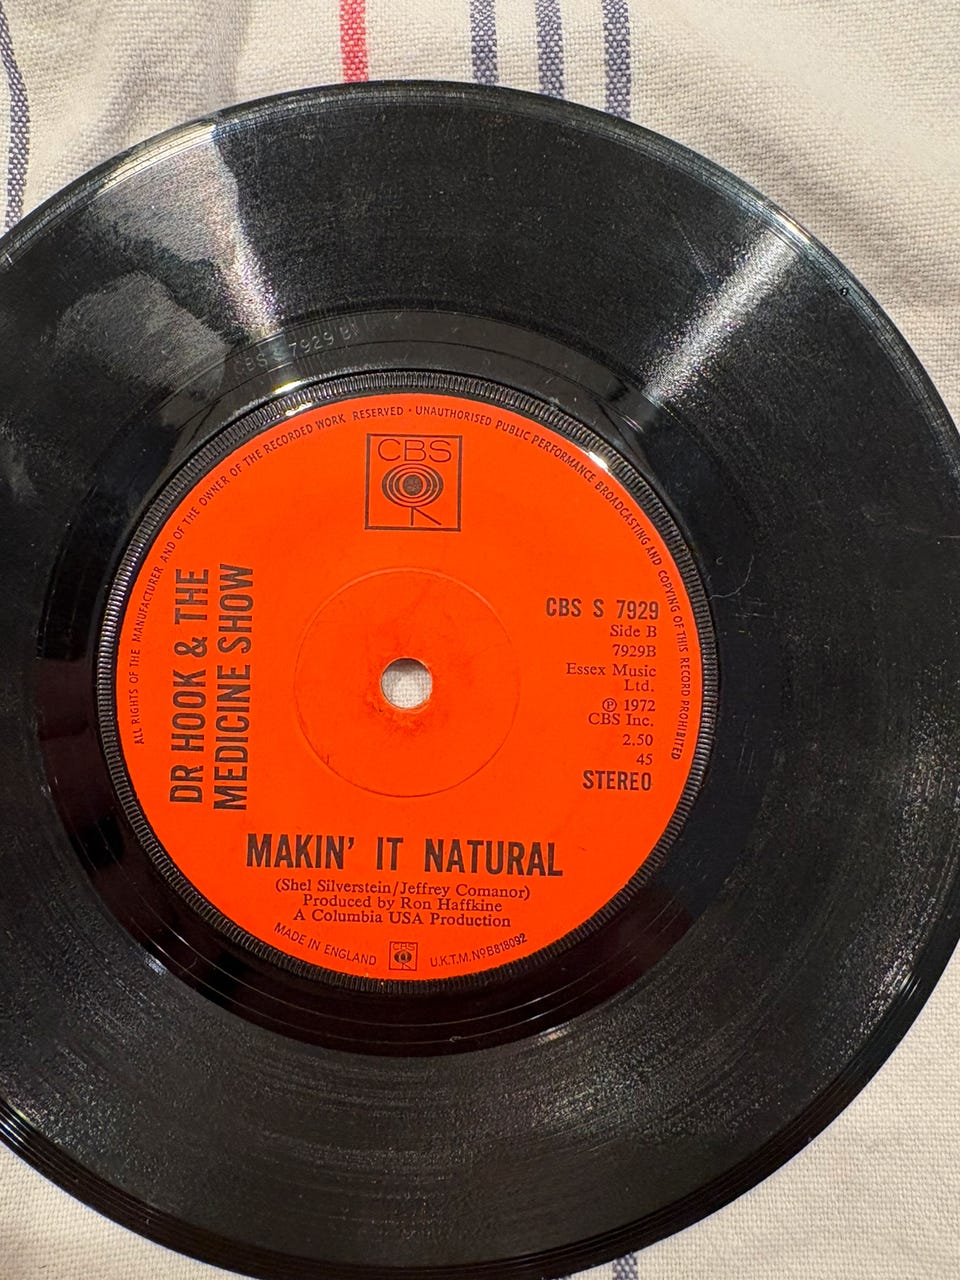 CBS S 7929 B
ALL RIGHTS OF THE MANUFACTURER AND OF THE OWNER OF THE RECORDED WORK RESERVED · UNAUTHORISED PUBLIC PERFORMANCE BROADCASTING AND COPYING OF THIS RECORD PROHIBITED
CBS
DR HOOK & THE
MEDICINE SHOW
CBS S 7929
Side B
7929B
Essex Music
Ltd.
℗ 1972
CBS Inc.
2.50
45
STEREO
MAKIN' IT NATURAL
(Shel Silverstein/Jeffrey Comanor)
Produced by Ron Haffkine
A Columbia USA Production
MADE IN ENGLAND CBS U.K.T.M. Nº B818092